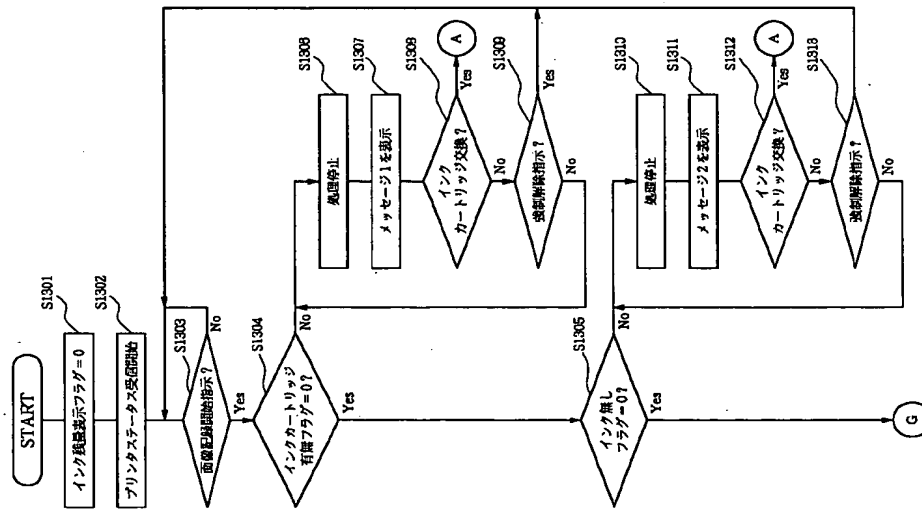 START
S1301
インク残量表示フラグ=0
S1302
プリンタステータス受信開始
S1303
画像記録開始指示?
No
Yes
S1304
インクカートリッジ
有無フラグ=0?
No
Yes
S1306
処理停止
S1307
メッセージ1を表示
S1308
インク
カートリッジ交換?
Yes
A
No
S1309
強制解除指示?
Yes
No
S1305
インク無し
フラグ=0?
No
Yes
S1310
処理停止
S1311
メッセージ2を表示
S1312
インク
カートリッジ交換?
Yes
A
No
S1313
強制解除指示?
No
G